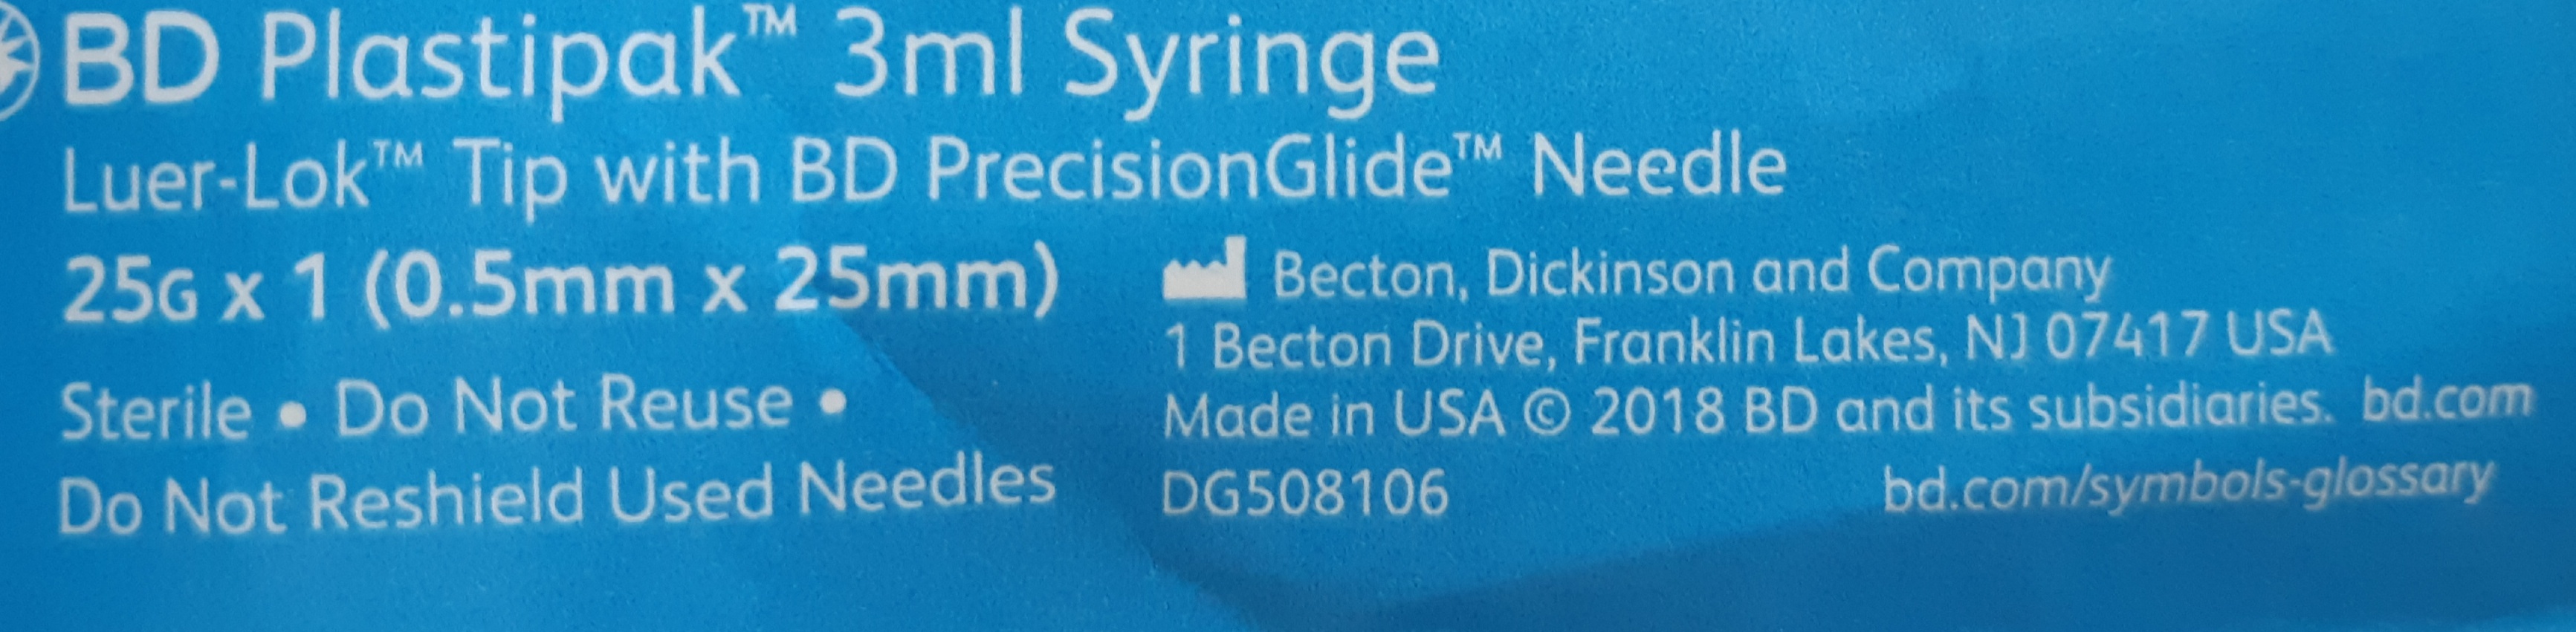 BD Plastipak™ 3ml Syringe
Luer-Lok™ Tip with BD PrecisionGlide™ Needle
25G x 1 (0.5mm x 25mm)
Sterile • Do Not Reuse •
Do Not Reshield Used Needles
Becton, Dickinson and Company
1 Becton Drive, Franklin Lakes, NJ 07417 USA
Made in USA © 2018 BD and its subsidiaries. bd.com
DG508106 bd.com/symbols-glossary